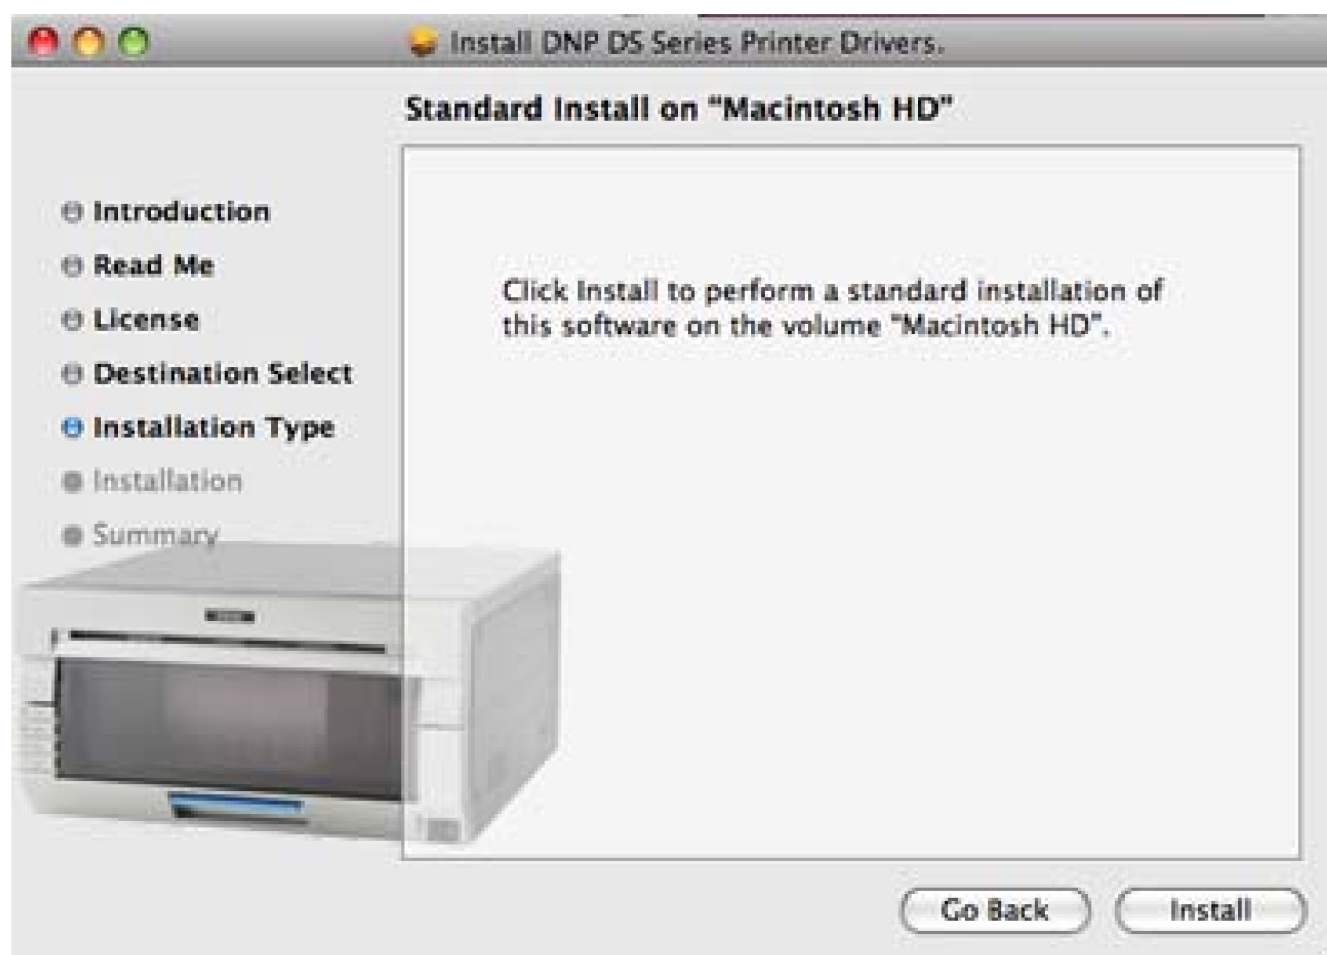 Install DNP DS Series Printer Drivers.
Standard Install on "Macintosh HD"
Introduction
Read Me
License
Destination Select
Installation Type
Installation
Summary
Click Install to perform a standard installation of
this software on the volume "Macintosh HD".
Go Back
Install